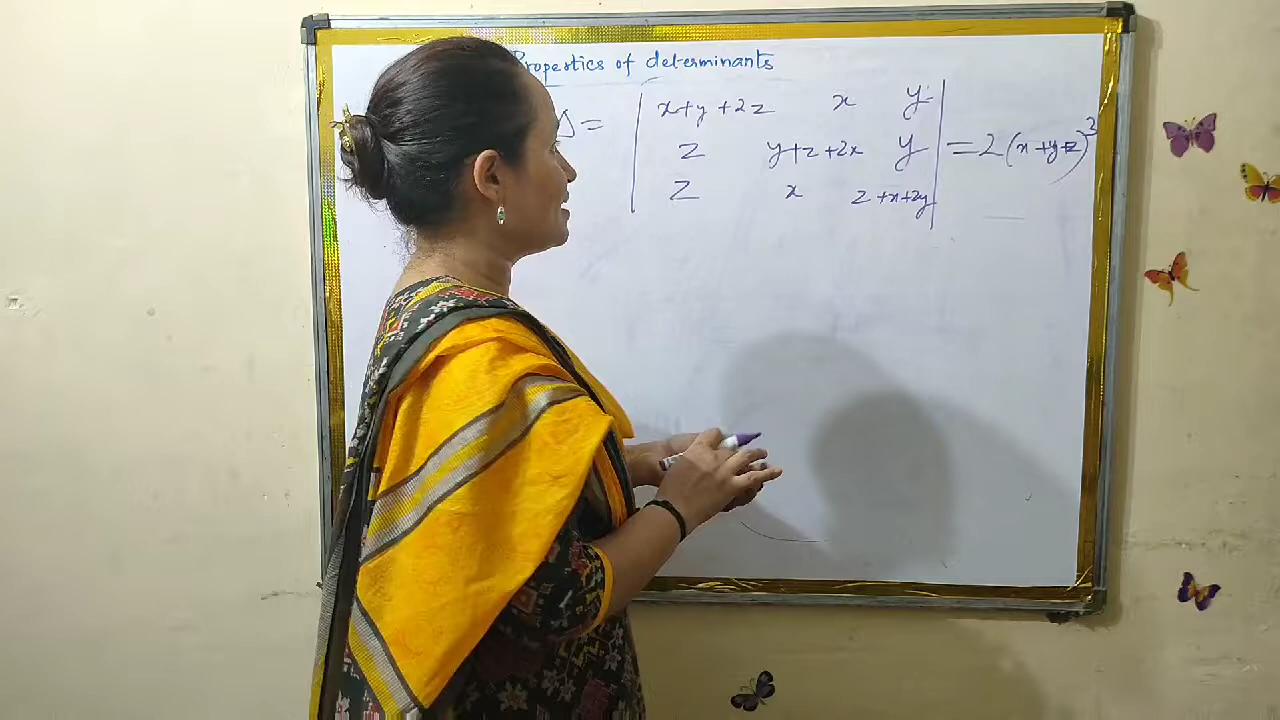 Properties of determinants
Δ = | x+y+2z x y | = 2(x+y+z)³
z y+z+2x y
z x z+x+2y